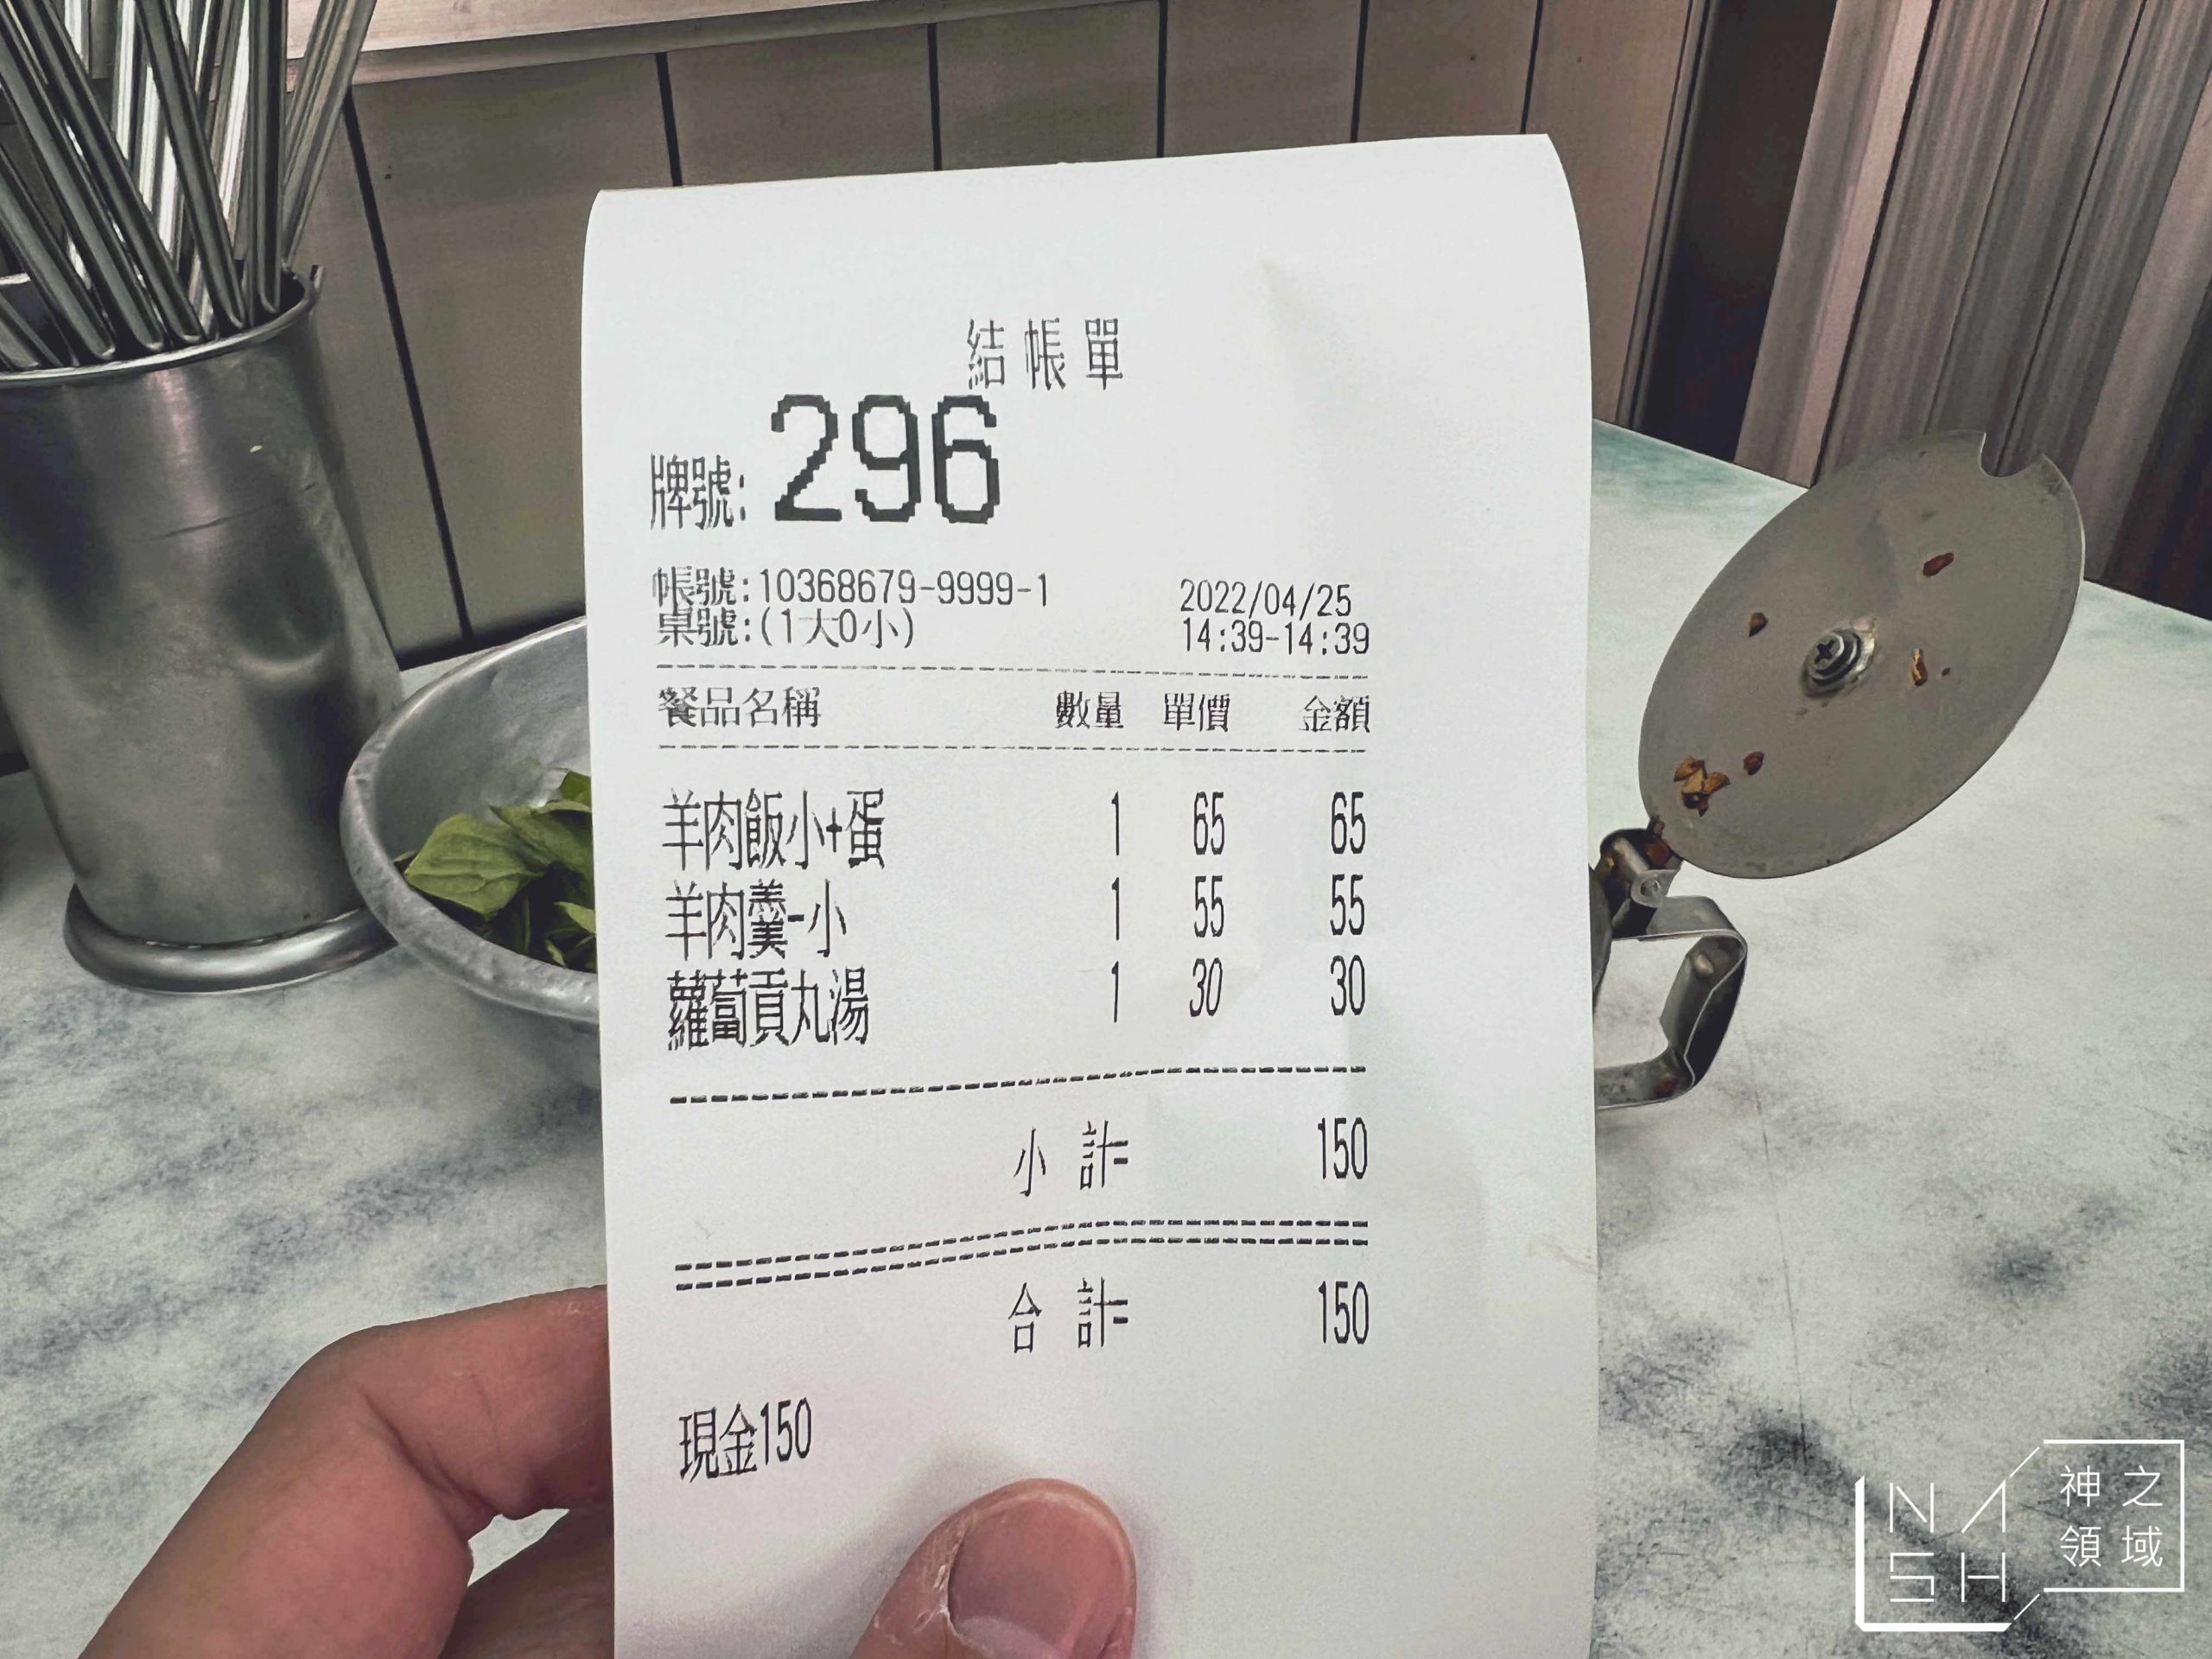 結帳單
牌號: 296
帳號:10368679-9999-1 2022/04/25
桌號:(1大0小) 14:39-14:39
餐品名稱 數量 單價 金額
羊肉飯小+蛋 1 65 65
羊肉羹-小 1 55 55
蘿蔔貢丸湯 1 30 30
小 計= 150
合 計= 150
現金150
NASH 神之領域